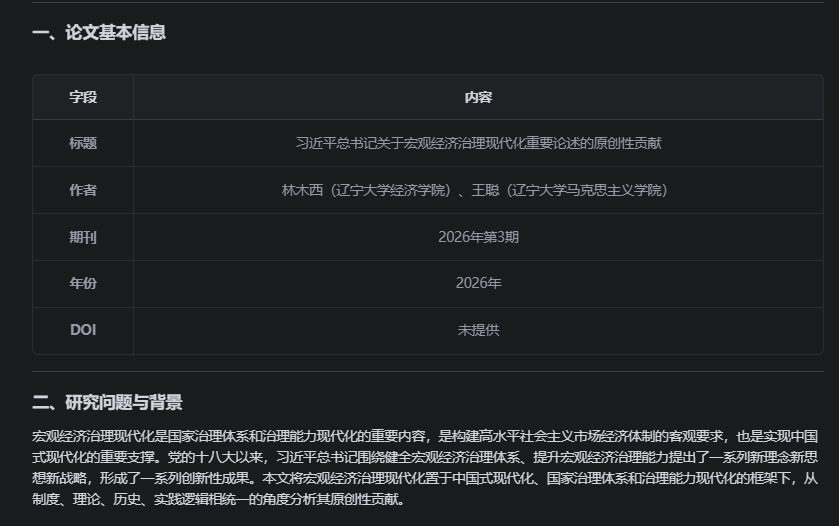 一、论文基本信息
字段 内容
标题 习近平总书记关于宏观经济治理现代化重要论述的原创性贡献
作者 林木西（辽宁大学经济学院）、王聪（辽宁大学马克思主义学院）
期刊 2026年第3期
年份 2026年
DOI 未提供
二、研究问题与背景
宏观经济治理现代化是国家治理体系和治理能力现代化的重要内容，是构建高水平社会主义市场经济体制的客观要求，也是实现中国
式现代化的重要支撑。党的十八大以来，习近平总书记围绕健全宏观经济治理体系、提升宏观经济治理能力提出了一系列新理念新思
想新战略，形成了一系列创新性成果。本文将宏观经济治理现代化置于中国式现代化、国家治理体系和治理能力现代化的框架下，从
制度、理论、历史、实践逻辑相统一的角度分析其原创性贡献。